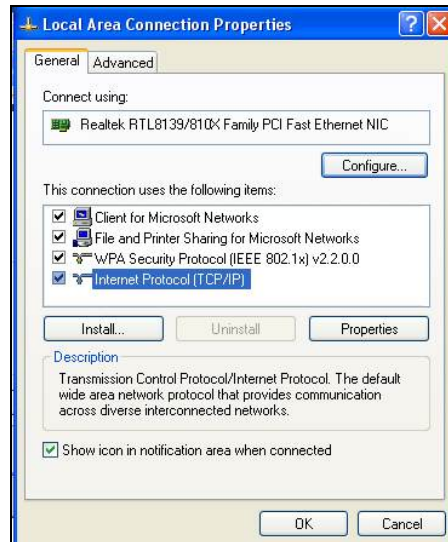 Local Area Connection Properties
General Advanced
Connect using:
Realtek RTL8139/810X Family PCI Fast Ethernet NIC
Configure...
This connection uses the following items:
Client for Microsoft Networks
File and Printer Sharing for Microsoft Networks
WPA Security Protocol (IEEE 802.1x) v2.2.0.0
Internet Protocol (TCP/IP)
Install... Uninstall Properties
Description
Transmission Control Protocol/Internet Protocol. The default
wide area network protocol that provides communication
across diverse interconnected networks.
Show icon in notification area when connected
OK Cancel